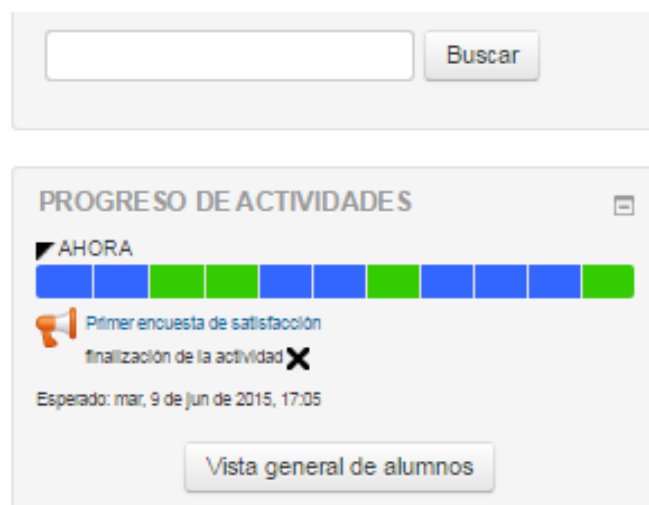 Buscar
PROGRESO DE ACTIVIDADES
AHORA
Primer encuesta de satisfacción
finalización de la actividad
Esperado: mar, 9 de jun de 2015, 17:05
Vista general de alumnos